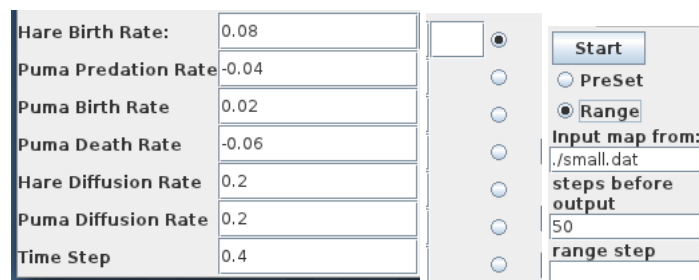 Hare Birth Rate: 0.08
Puma Predation Rate -0.04
Puma Birth Rate 0.02
Puma Death Rate -0.06
Hare Diffusion Rate 0.2
Puma Diffusion Rate 0.2
Time Step 0.4
Start
PreSet
Range
Input map from:
./small.dat
steps before
output
50
range step